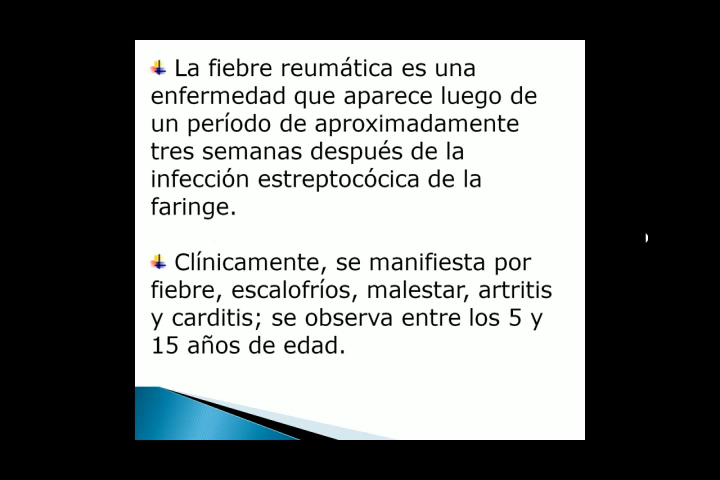 La fiebre reumática es una
enfermedad que aparece luego de
un período de aproximadamente
tres semanas después de la
infección estreptocócica de la
faringe.
Clínicamente, se manifiesta por
fiebre, escalofríos, malestar, artritis
y carditis; se observa entre los 5 y
15 años de edad.